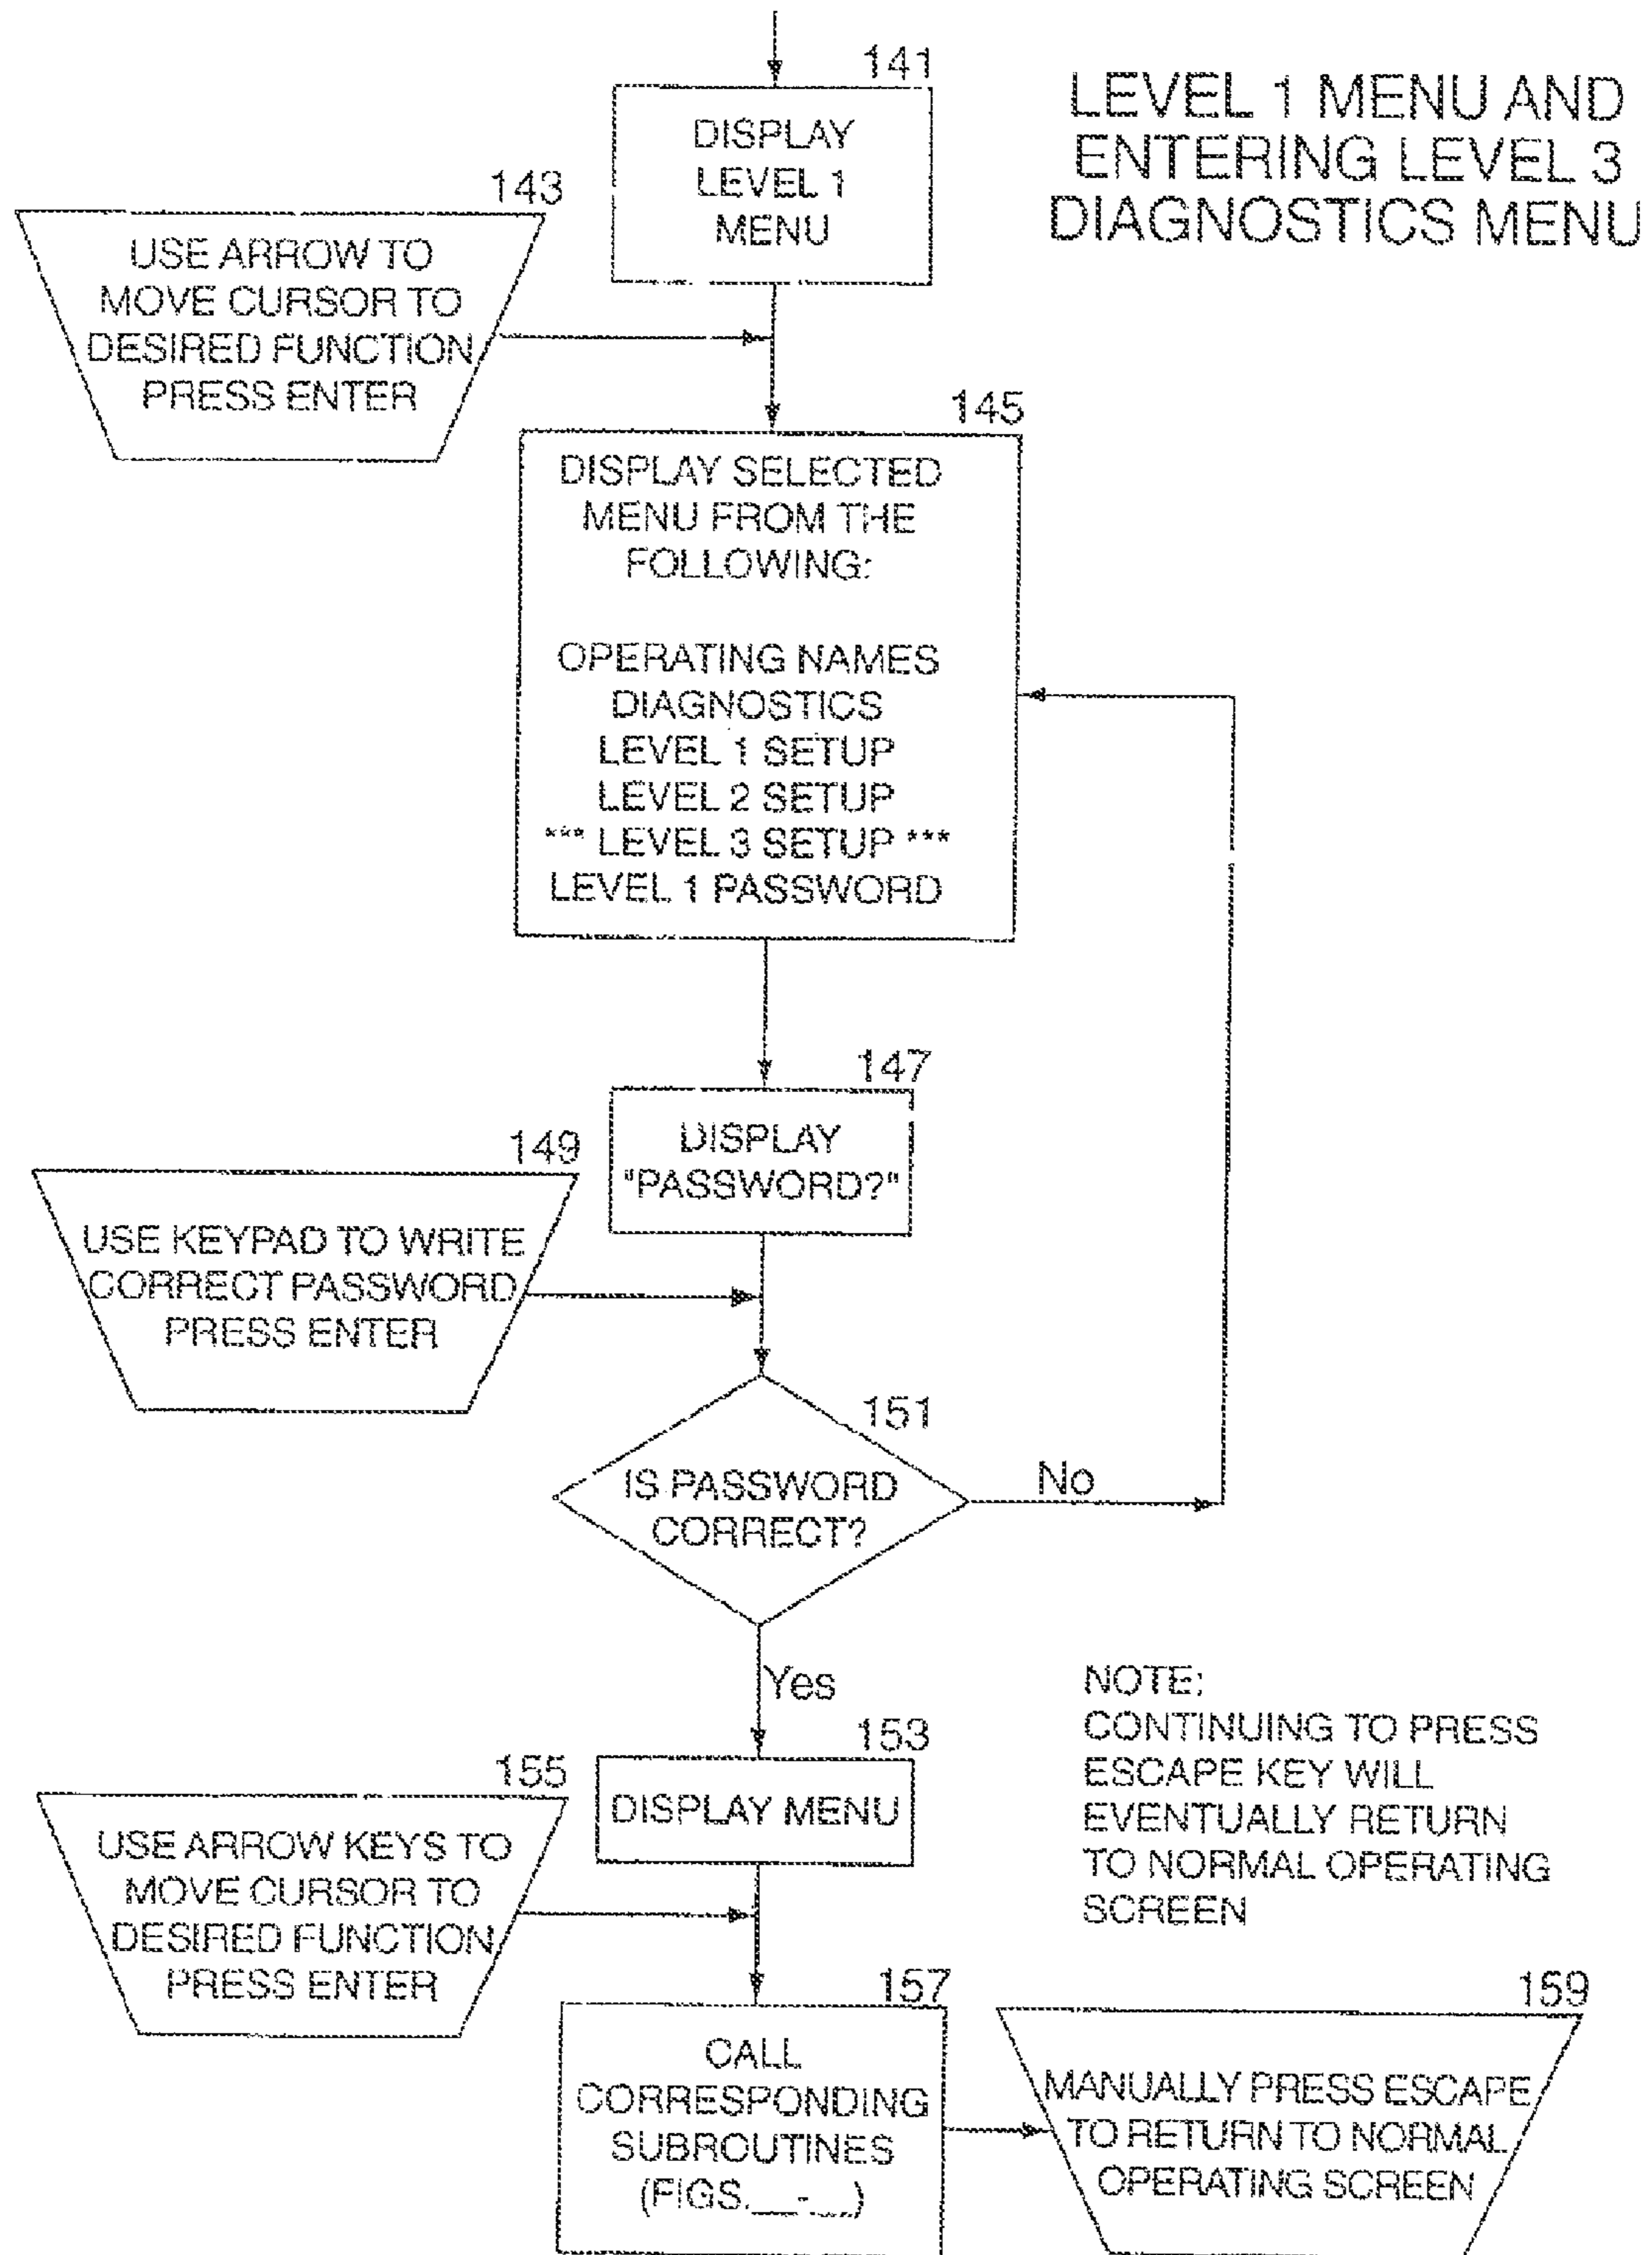 LEVEL 1 MENU AND
ENTERING LEVEL 3
DIAGNOSTICS MENU
141
DISPLAY
LEVEL 1
MENU
143
USE ARROW TO
MOVE CURSOR TO
DESIRED FUNCTION
PRESS ENTER
145
DISPLAY SELECTED
MENU FROM THE
FOLLOWING:
OPERATING NAMES
DIAGNOSTICS
LEVEL 1 SETUP
LEVEL 2 SETUP
*** LEVEL 3 SETUP ***
LEVEL 1 PASSWORD
147
DISPLAY
"PASSWORD?"
149
USE KEYPAD TO WRITE
CORRECT PASSWORD
PRESS ENTER
151
IS PASSWORD
CORRECT?
No
Yes
153
DISPLAY MENU
155
USE ARROW KEYS TO
MOVE CURSOR TO
DESIRED FUNCTION
PRESS ENTER
NOTE:
CONTINUING TO PRESS
ESCAPE KEY WILL
EVENTUALLY RETURN
TO NORMAL OPERATING
SCREEN
157
CALL
CORRESPONDING
SUBROUTINES
(FIGS.__-__)
159
MANUALLY PRESS ESCAPE
TO RETURN TO NORMAL
OPERATING SCREEN